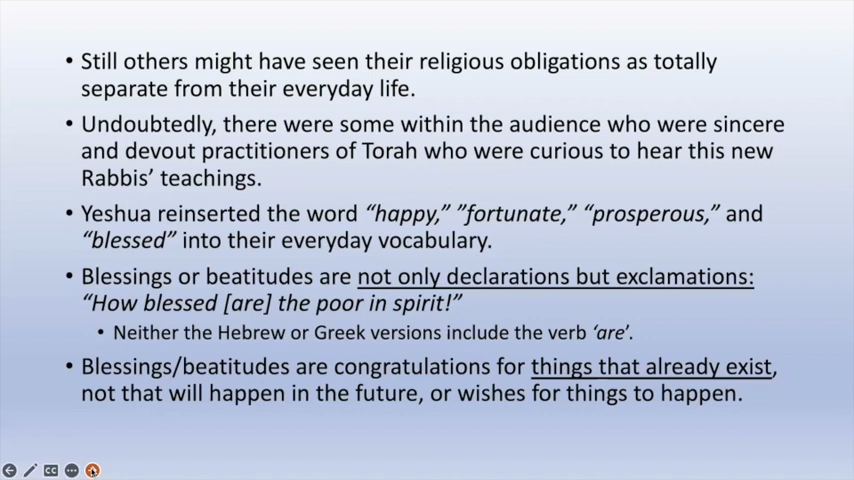 • Still others might have seen their religious obligations as totally
separate from their everyday life.
• Undoubtedly, there were some within the audience who were sincere
and devout practitioners of Torah who were curious to hear this new
Rabbis’ teachings.
• Yeshua reinserted the word “happy,” ”fortunate,” “prosperous,” and
“blessed” into their everyday vocabulary.
• Blessings or beatitudes are not only declarations but exclamations:
“How blessed [are] the poor in spirit!”
• Neither the Hebrew or Greek versions include the verb ‘are’.
• Blessings/beatitudes are congratulations for things that already exist,
not that will happen in the future, or wishes for things to happen.
CC